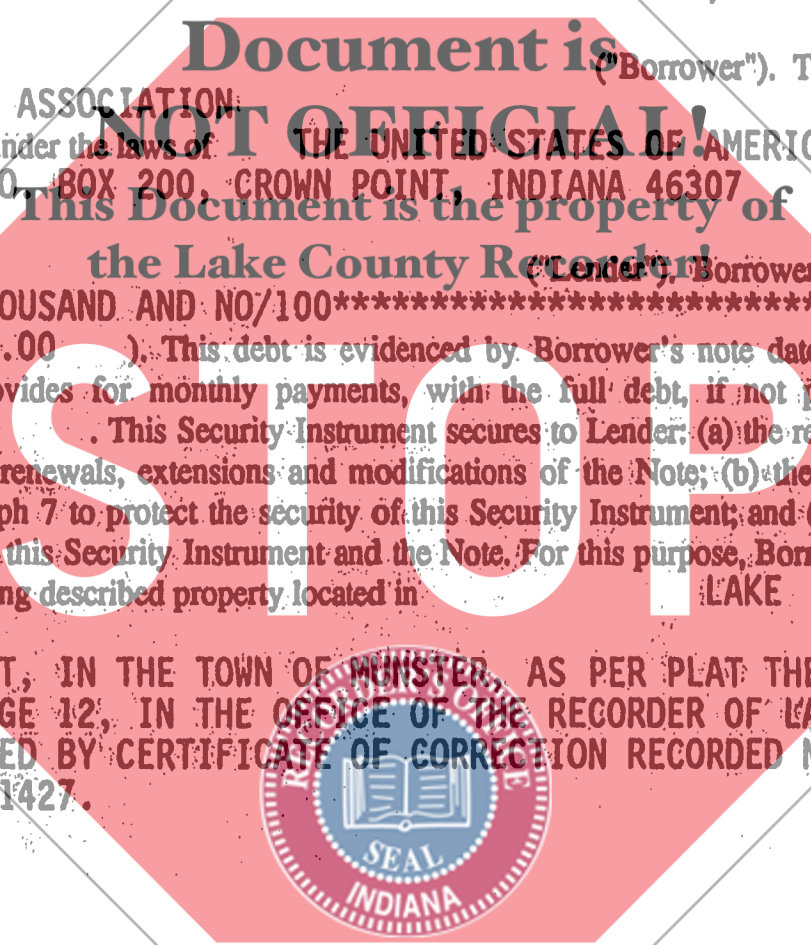 Document is
("Borrower"). T
ASSOCIATION
NOT OFFICIAL!
nder the laws of THE UNITED STATES OF AMERIC
O. BOX 200, CROWN POINT, INDIANA 46307
This Document is the property of
the Lake County Recorder!
("Lender"). Borrower
OUSAND AND NO/100**************************
.00 ). This debt is evidenced by Borrower's note date
ovides for monthly payments, with the full debt, if not p
. This Security Instrument secures to Lender: (a) the re
renewals, extensions and modifications of the Note; (b) the
ph 7 to protect the security of this Security Instrument; and (
this Security Instrument and the Note. For this purpose, Borr
ng described property located in LAKE
STOP
T, IN THE TOWN OF MUNSTER, AS PER PLAT THE
GE 12, IN THE OFFICE OF THE RECORDER OF LA
ED BY CERTIFICATE OF CORRECTION RECORDED M
1427.
RECORDER'S OFFICE
SEAL
INDIANA